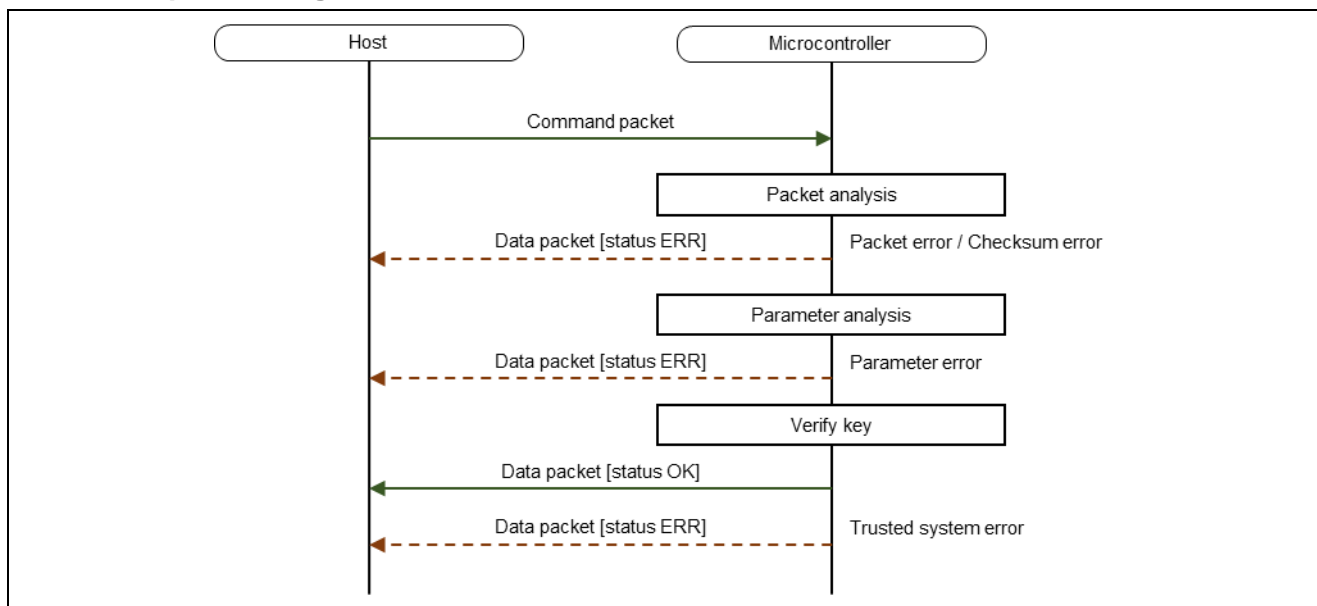 Host
Microcontroller
Command packet
Packet analysis
Data packet [status ERR]
Packet error / Checksum error
Parameter analysis
Data packet [status ERR]
Parameter error
Verify key
Data packet [status OK]
Data packet [status ERR]
Trusted system error